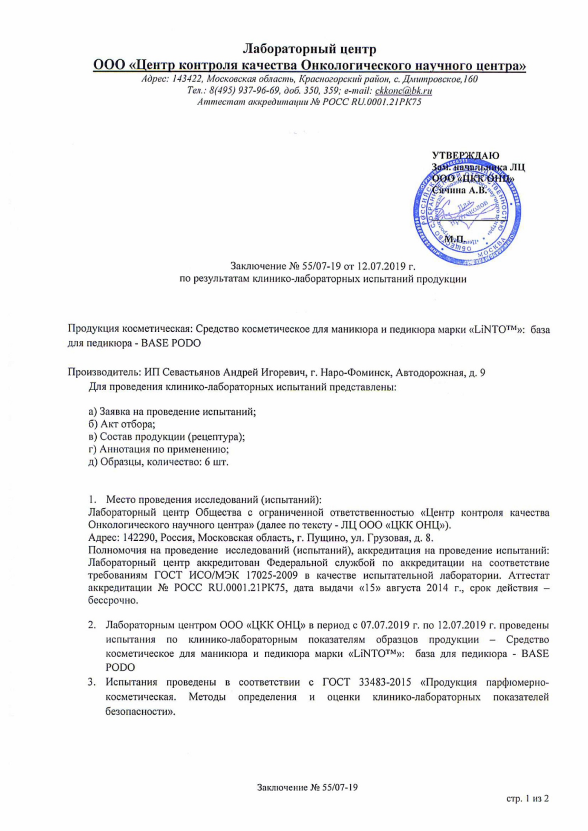 Лабораторный центр
ООО «Центр контроля качества Онкологического научного центра»
Адрес: 143422, Московская область, Красногорский район, с. Дмитровское,160
Тел.: 8(495) 937-96-69, доб. 350, 359; e-mail: ckkonc@bk.ru
Аттестат аккредитации № РОСС RU.0001.21РК75
УТВЕРЖДАЮ
Зам. начальника ЛЦ
ООО «ЦКК ОНЦ»
Сячина А.В.
М.П.
МОСКВА
Заключение № 55/07-19 от 12.07.2019 г.
по результатам клинико-лабораторных испытаний продукции
Продукция косметическая: Средство косметическое для маникюра и педикюра марки «LiNTO™»: база
для педикюра - BASE PODO
Производитель: ИП Севастьянов Андрей Игоревич, г. Наро-Фоминск, Автодорожная, д. 9
Для проведения клинико-лабораторных испытаний представлены:
а) Заявка на проведение испытаний;
б) Акт отбора;
в) Состав продукции (рецептура);
г) Аннотация по применению;
д) Образцы, количество: 6 шт.
1. Место проведения исследований (испытаний):
Лабораторный центр Общества с ограниченной ответственностью «Центр контроля качества
Онкологического научного центра» (далее по тексту - ЛЦ ООО «ЦКК ОНЦ»).
Адрес: 142290, Россия, Московская область, г. Пущино, ул. Грузовая, д. 8.
Полномочия на проведение исследований (испытаний), аккредитация на проведение испытаний:
Лабораторный центр аккредитован Федеральной службой по аккредитации на соответствие
требованиям ГОСТ ИСО/МЭК 17025-2009 в качестве испытательной лаборатории. Аттестат
аккредитации № РОСС RU.0001.21РК75, дата выдачи «15» августа 2014 г., срок действия –
бессрочно.
2. Лабораторным центром ООО «ЦКК ОНЦ» в период с 07.07.2019 г. по 12.07.2019 г. проведены
испытания по клинико-лабораторным показателям образцов продукции – Средство
косметическое для маникюра и педикюра марки «LiNTO™»: база для педикюра - BASE
PODO
3. Испытания проведены в соответствии с ГОСТ 33483-2015 «Продукция парфюмерно-
косметическая. Методы определения и оценки клинико-лабораторных показателей
безопасности».
Заключение № 55/07-19
стр. 1 из 2